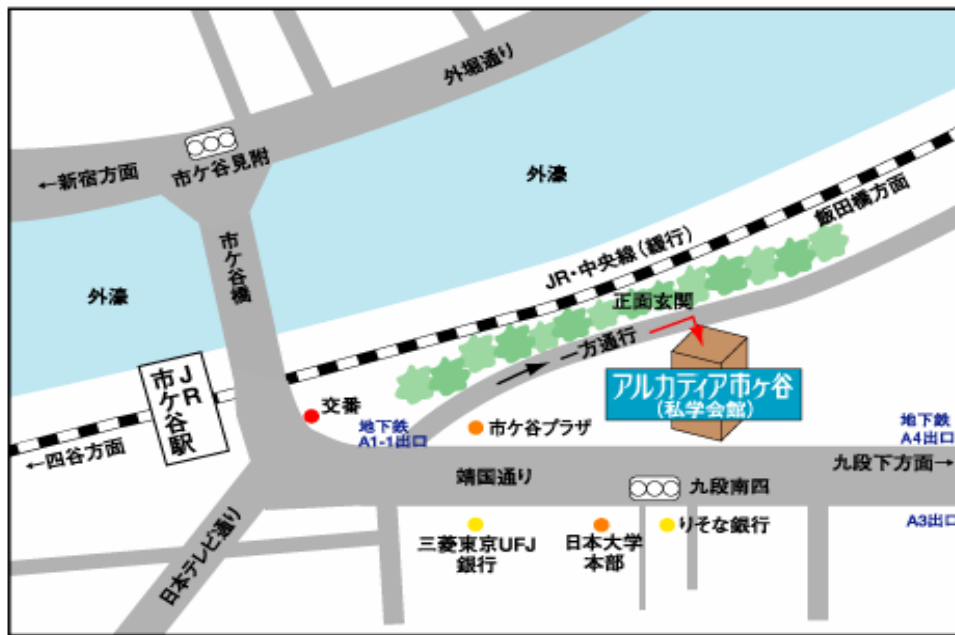 外堀通り
市ケ谷見附
←新宿方面
外濠
飯田橋方面
市ケ谷橋
JR・中央線(銀行)
外濠
正面玄関
一方通行
アルカディア市ヶ谷
(私学会館)
JR
市ケ谷駅
交番
地下鉄
A1-1出口
市ケ谷プラザ
地下鉄
A4出口
←四谷方面
九段下方面→
靖国通り
九段南四
A3出口
三菱東京UFJ
銀行
日本大学
本部
りそな銀行
日本テレビ通り